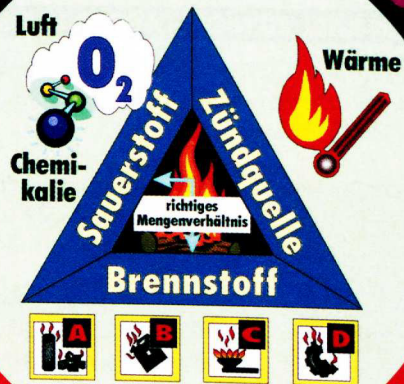 Luft
O2
Wärme
Chemi-
kalie
Sauerstoff
Zündquelle
richtiges
Mengenverhältnis
Brennstoff
A
B
C
D